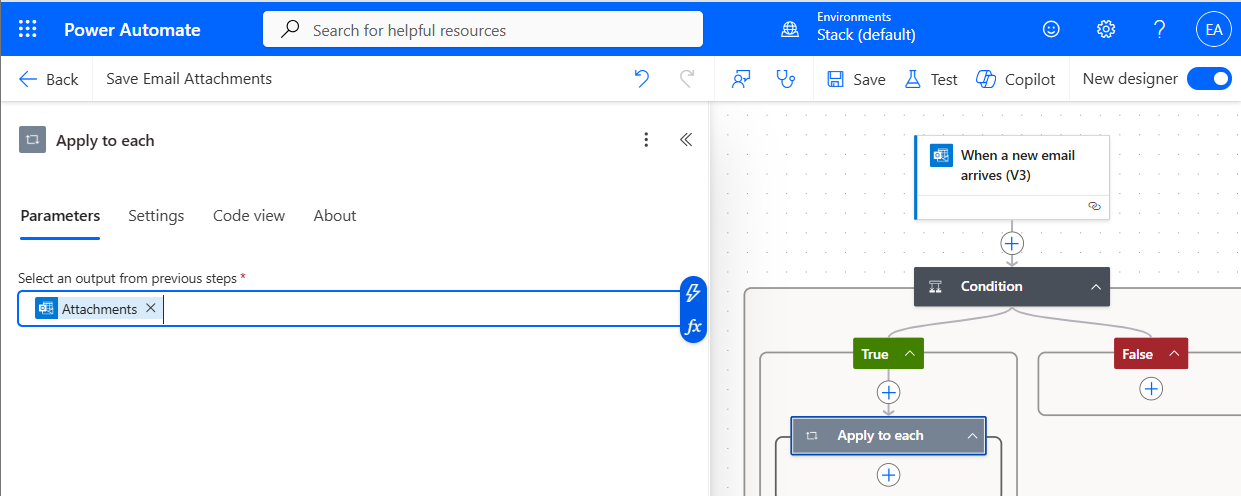 Power Automate
Search for helpful resources
Environments
Stack (default)
?
EA
Back
Save Email Attachments
Save
Test
Copilot
New designer
Apply to each
Parameters
Settings
Code view
About
Select an output from previous steps *
Attachments
fx
When a new email
arrives (V3)
Condition
True
False
Apply to each